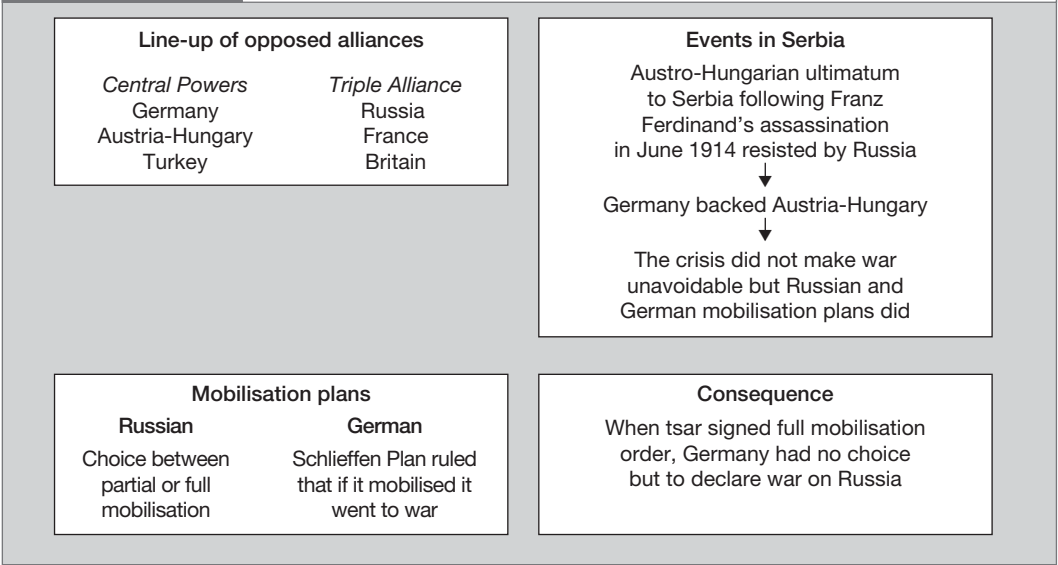 Line-up of opposed alliances
Central Powers Triple Alliance
Germany Russia
Austria-Hungary France
Turkey Britain
Events in Serbia
Austro-Hungarian ultimatum
to Serbia following Franz
Ferdinand's assassination
in June 1914 resisted by Russia
Germany backed Austria-Hungary
The crisis did not make war
unavoidable but Russian and
German mobilisation plans did
Mobilisation plans
Russian German
Choice between Schlieffen Plan ruled
partial or full that if it mobilised it
mobilisation went to war
Consequence
When tsar signed full mobilisation
order, Germany had no choice
but to declare war on Russia